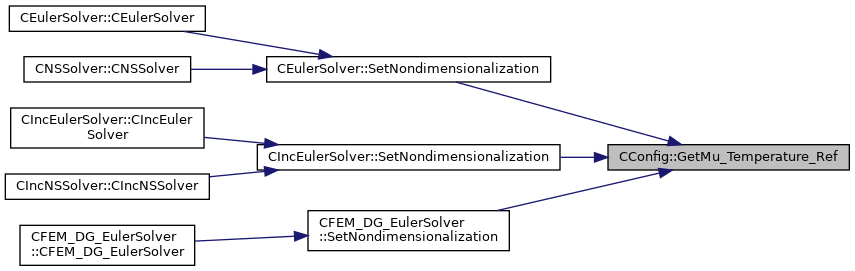 CEulerSolver::CEulerSolver
CNSSolver::CNSSolver
CEulerSolver::SetNondimensionalization
CIncEulerSolver::CIncEuler
Solver
CIncEulerSolver::SetNondimensionalization
CConfig::GetMu_Temperature_Ref
CIncNSSolver::CIncNSSolver
CFEM_DG_EulerSolver
::SetNondimensionalization
CFEM_DG_EulerSolver
::CFEM_DG_EulerSolver